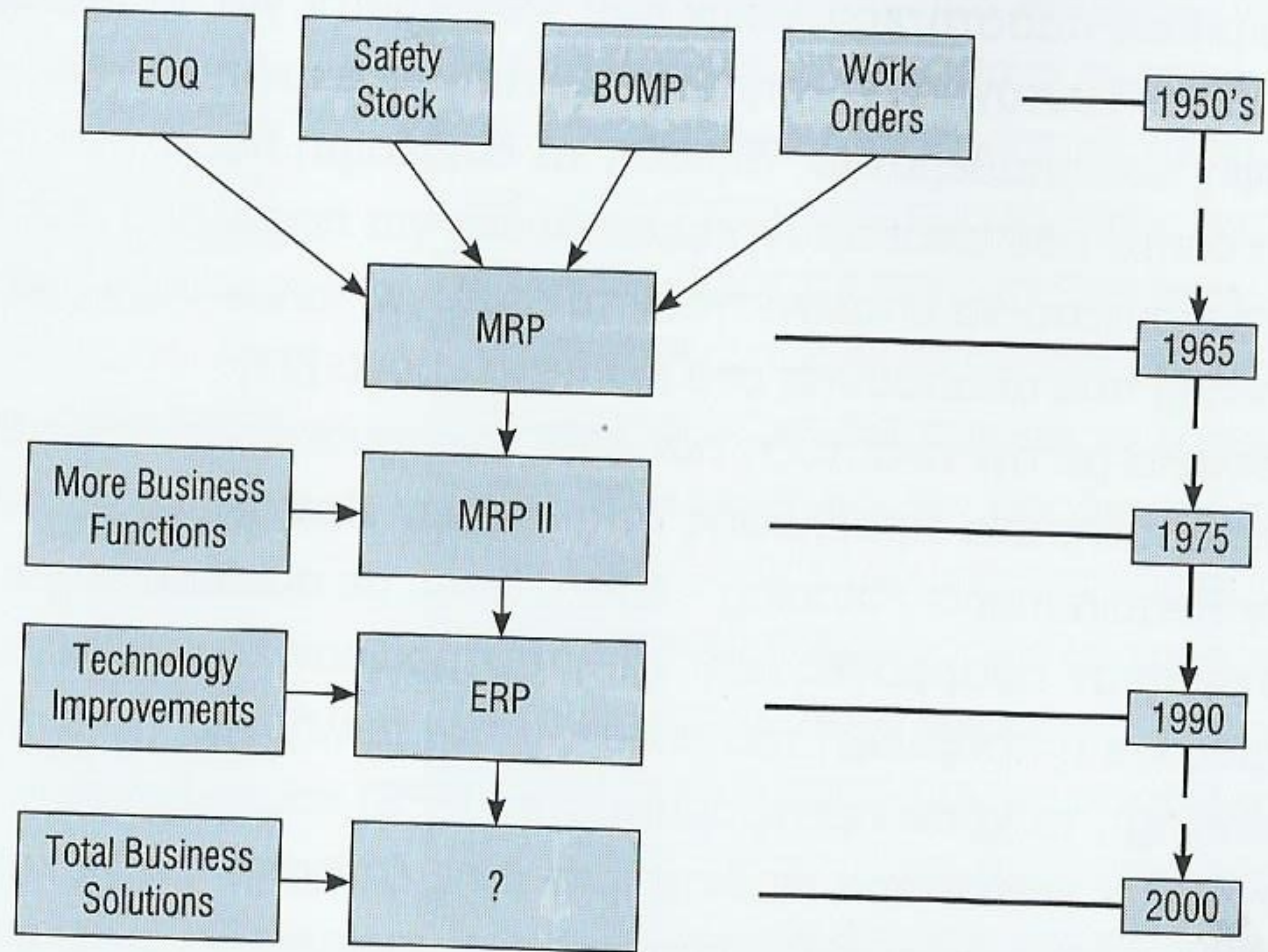 EOQ
Safety
Stock
BOMP
Work
Orders
1950's
MRP
1965
More Business
Functions
MRP II
1975
Technology
Improvements
ERP
1990
Total Business
Solutions
?
2000